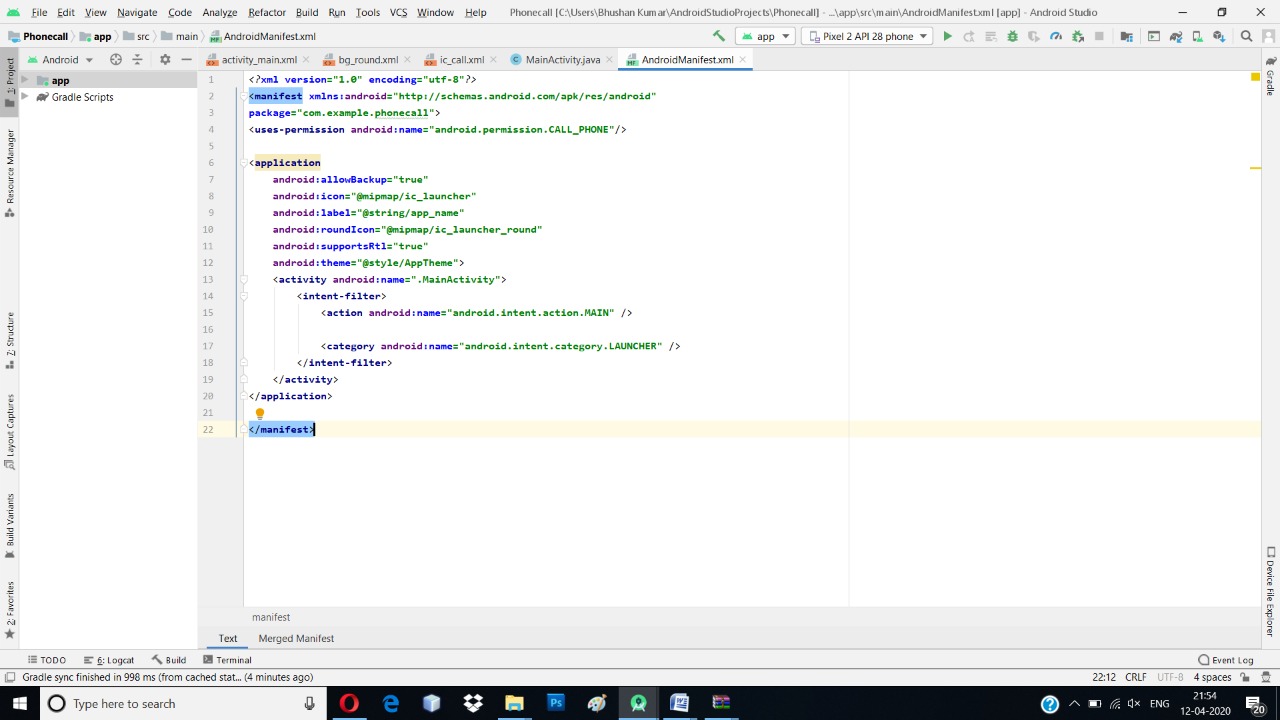 File Edit View Navigate Code Analyze Refactor Build Run Tools VCS Window Help Phonecall [C:\Users\Bhushan Kumar\AndroidStudioProjects\Phonecall] - ...\app\src\main\AndroidManifest.xml [app] - Android Studio
Phonecall app src main AndroidManifest.xml app Pixel 2 API 28 phone
Android activity_main.xml bg_round.xml ic_call.xml MainActivity.java AndroidManifest.xml
1: Project
Resource Manager
Z: Structure
Layout Captures
Build Variants
2: Favorites
app
Gradle Scripts
1 <?xml version="1.0" encoding="utf-8"?>
2 <manifest xmlns:android="http://schemas.android.com/apk/res/android"
3 package="com.example.phonecall">
4 <uses-permission android:name="android.permission.CALL_PHONE"/>
5
6 <application
7 android:allowBackup="true"
8 android:icon="@mipmap/ic_launcher"
9 android:label="@string/app_name"
10 android:roundIcon="@mipmap/ic_launcher_round"
11 android:supportsRtl="true"
12 android:theme="@style/AppTheme">
13 <activity android:name=".MainActivity">
14 <intent-filter>
15 <action android:name="android.intent.action.MAIN" />
16
17 <category android:name="android.intent.category.LAUNCHER" />
18 </intent-filter>
19 </activity>
20 </application>
21
22 </manifest>
Gradle
Device File Explorer
manifest
Text Merged Manifest
TODO 6: Logcat Build Terminal Event Log
Gradle sync finished in 998 ms (from cached stat... (4 minutes ago) 22:12 CRLF UTF-8 4 spaces
Type here to search
ENG
21:54
12-04-2020
20